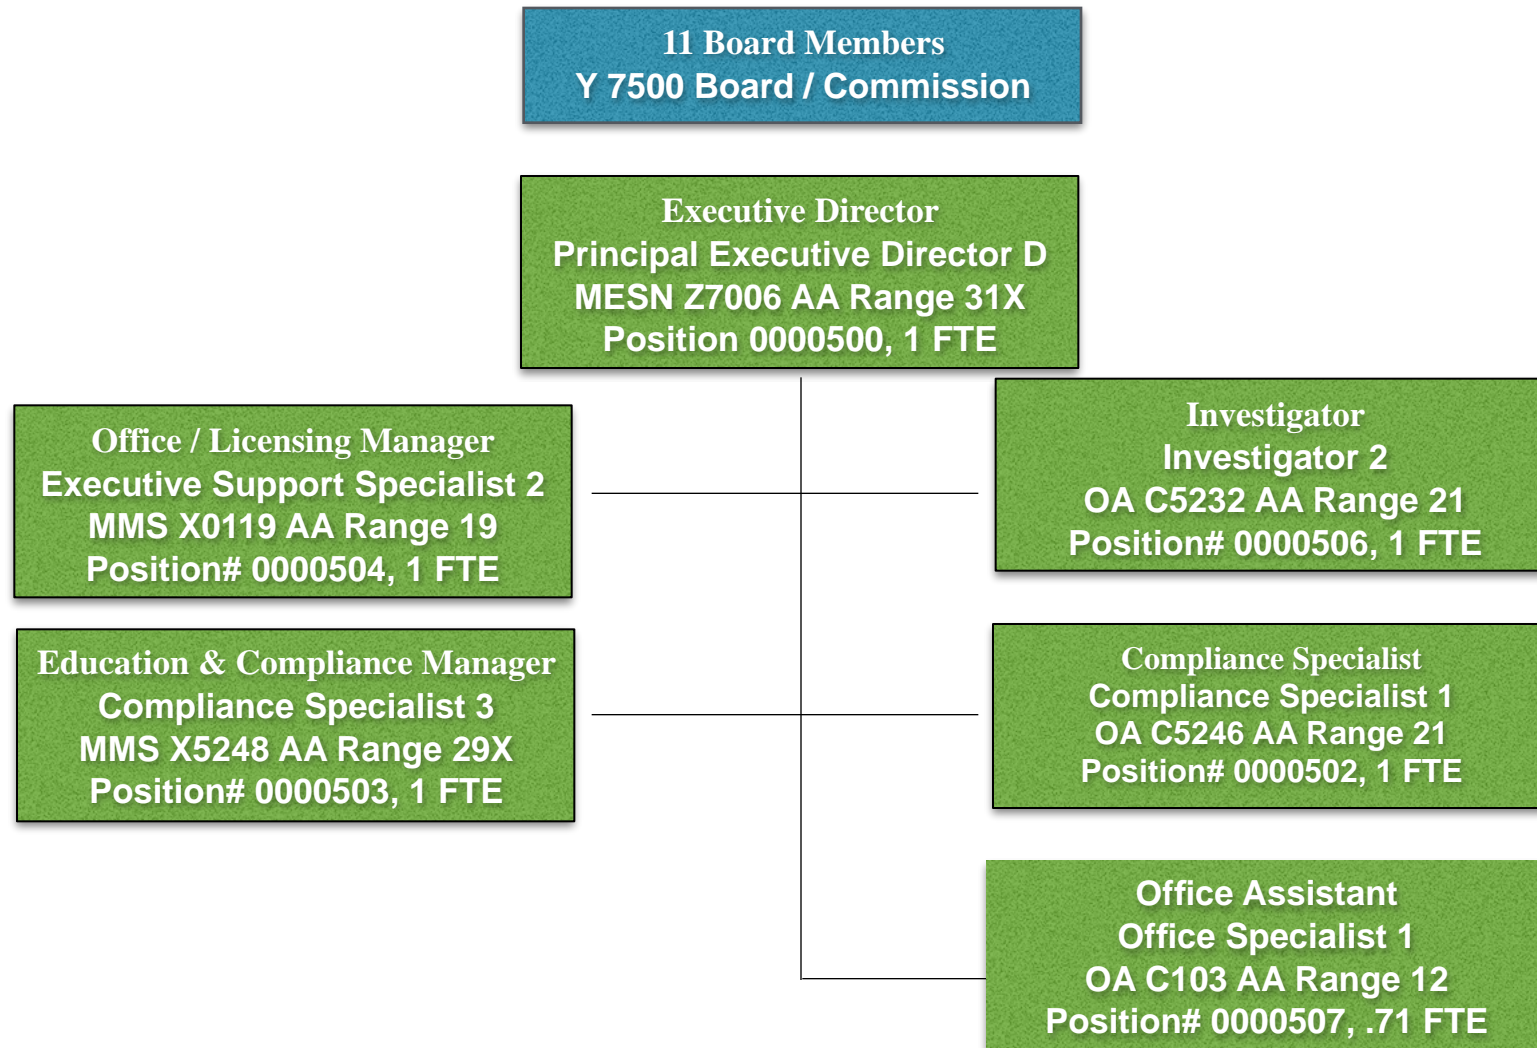 11 Board Members
Y 7500 Board / Commission
Executive Director
Principal Executive Director D
MESN Z7006 AA Range 31X
Position 0000500, 1 FTE
Office / Licensing Manager
Executive Support Specialist 2
MMS X0119 AA Range 19
Position# 0000504, 1 FTE
Investigator
Investigator 2
OA C5232 AA Range 21
Position# 0000506, 1 FTE
Education & Compliance Manager
Compliance Specialist 3
MMS X5248 AA Range 29X
Position# 0000503, 1 FTE
Compliance Specialist
Compliance Specialist 1
OA C5246 AA Range 21
Position# 0000502, 1 FTE
Office Assistant
Office Specialist 1
OA C103 AA Range 12
Position# 0000507, .71 FTE